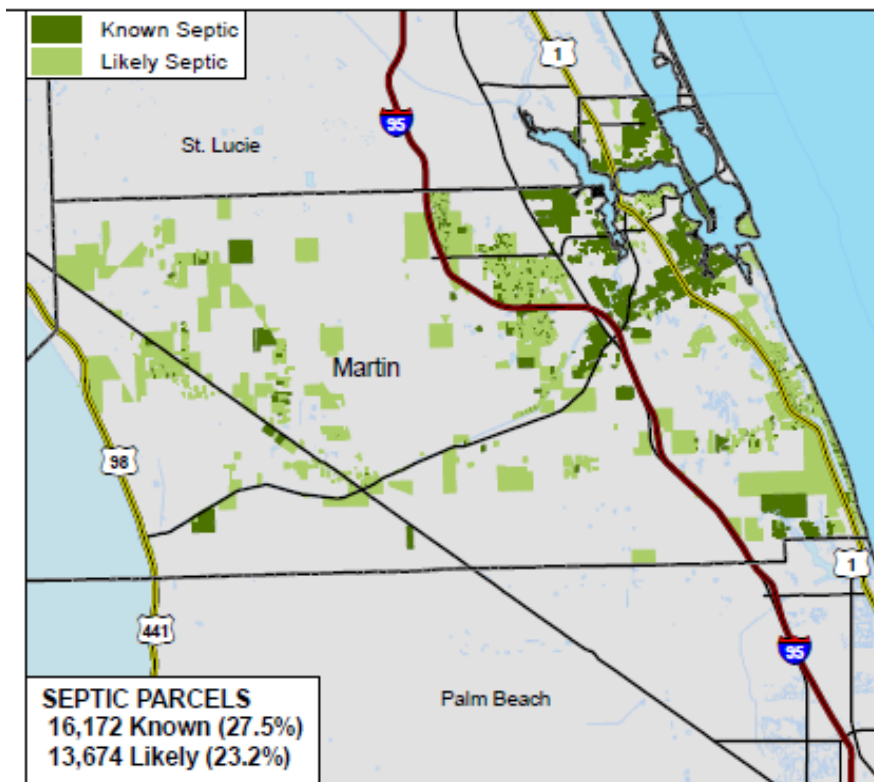 Known Septic
Likely Septic
1
95
St. Lucie
Martin
98
1
441
95
Palm Beach
SEPTIC PARCELS
16,172 Known (27.5%)
13,674 Likely (23.2%)